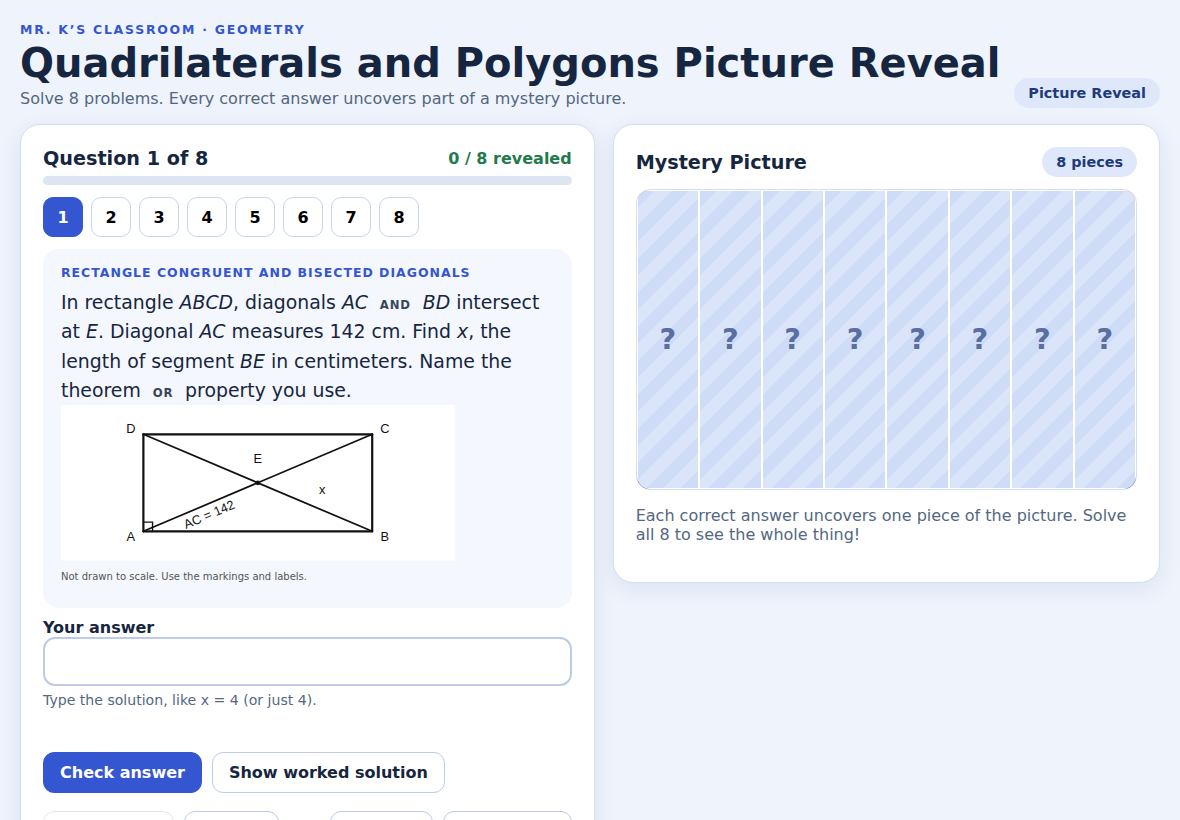 MR. K’S CLASSROOM · GEOMETRY
Quadrilaterals and Polygons Picture Reveal
Solve 8 problems. Every correct answer uncovers part of a mystery picture.
Picture Reveal
Question 1 of 8
0 / 8 revealed
1 2 3 4 5 6 7 8
RECTANGLE CONGRUENT AND BISECTED DIAGONALS
In rectangle ABCD, diagonals AC AND BD intersect
at E. Diagonal AC measures 142 cm. Find x, the
length of segment BE in centimeters. Name the
theorem OR property you use.
D
C
E
x
AC = 142
A
B
Not drawn to scale. Use the markings and labels.
Your answer
Type the solution, like x = 4 (or just 4).
Check answer
Show worked solution
Mystery Picture
8 pieces
? ? ? ? ? ? ? ?
Each correct answer uncovers one piece of the picture. Solve
all 8 to see the whole thing!